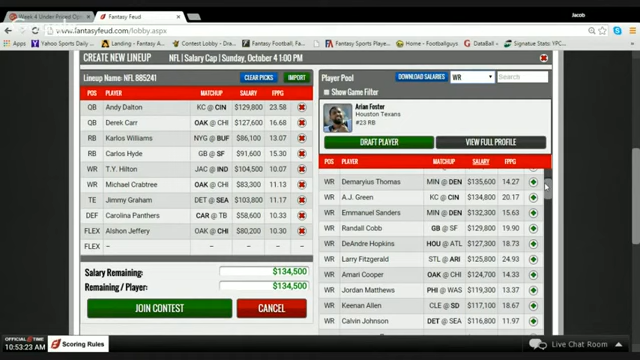 Week 4 Under Priced Op
Fantasy Feud
Jacob
www.fantasyfeud.com/lobby.aspx
Apps
Yahoo Sports Daily
Landing - Fantasy A
Contest Lobby - Dra
Daily Fantasy Footb
My Contests - Fanta
Home - Footballguys
DataBall
Signature Stats: YPC
CREATE NEW LINEUP NFL | Salary Cap | Sunday, October 4 1:00 PM
Lineup Name: NFL 885241 CLEAR PICKS IMPORT
POS PLAYER MATCHUP SALARY FPPG
QB Andy Dalton KC @ CIN $129,800 23.58
QB Derek Carr OAK @ CHI $127,600 16.68
RB Karlos Williams NYG @ BUF $86,100 13.07
RB Carlos Hyde GB @ SF $91,600 15.30
WR T.Y. Hilton JAC @ IND $104,500 10.07
WR Michael Crabtree OAK @ CHI $83,300 11.13
TE Jimmy Graham DET @ SEA $103,800 11.17
DEF Carolina Panthers CAR @ TB $58,600 10.33
FLEX Alshon Jeffery OAK @ CHI $80,200 10.30
FLEX -- -- -- --
Salary Remaining: $134,500
Remaining / Player: $134,500
JOIN CONTEST CANCEL
Player Pool DOWNLOAD SALARIES WR Search
Show Game Filter
Arian Foster
Houston Texans
#23 RB
DRAFT PLAYER VIEW FULL PROFILE
POS PLAYER MATCHUP SALARY FPPG
WR Demaryius Thomas MIN @ DEN $135,600 14.27
WR A.J. Green KC @ CIN $134,800 20.17
WR Emmanuel Sanders MIN @ DEN $132,300 15.63
WR Randall Cobb GB @ SF $129,800 19.90
WR DeAndre Hopkins HOU @ ATL $127,300 18.73
WR Larry Fitzgerald STL @ ARI $125,800 24.93
WR Amari Cooper OAK @ CHI $124,700 14.33
WR Jordan Matthews PHI @ WAS $119,300 13.37
WR Keenan Allen CLE @ SD $117,100 18.67
WR Calvin Johnson DET @ SEA $116,800 11.97
OFFICIAL TIME
10:53:23 AM
Scoring Rules
Live Chat Room